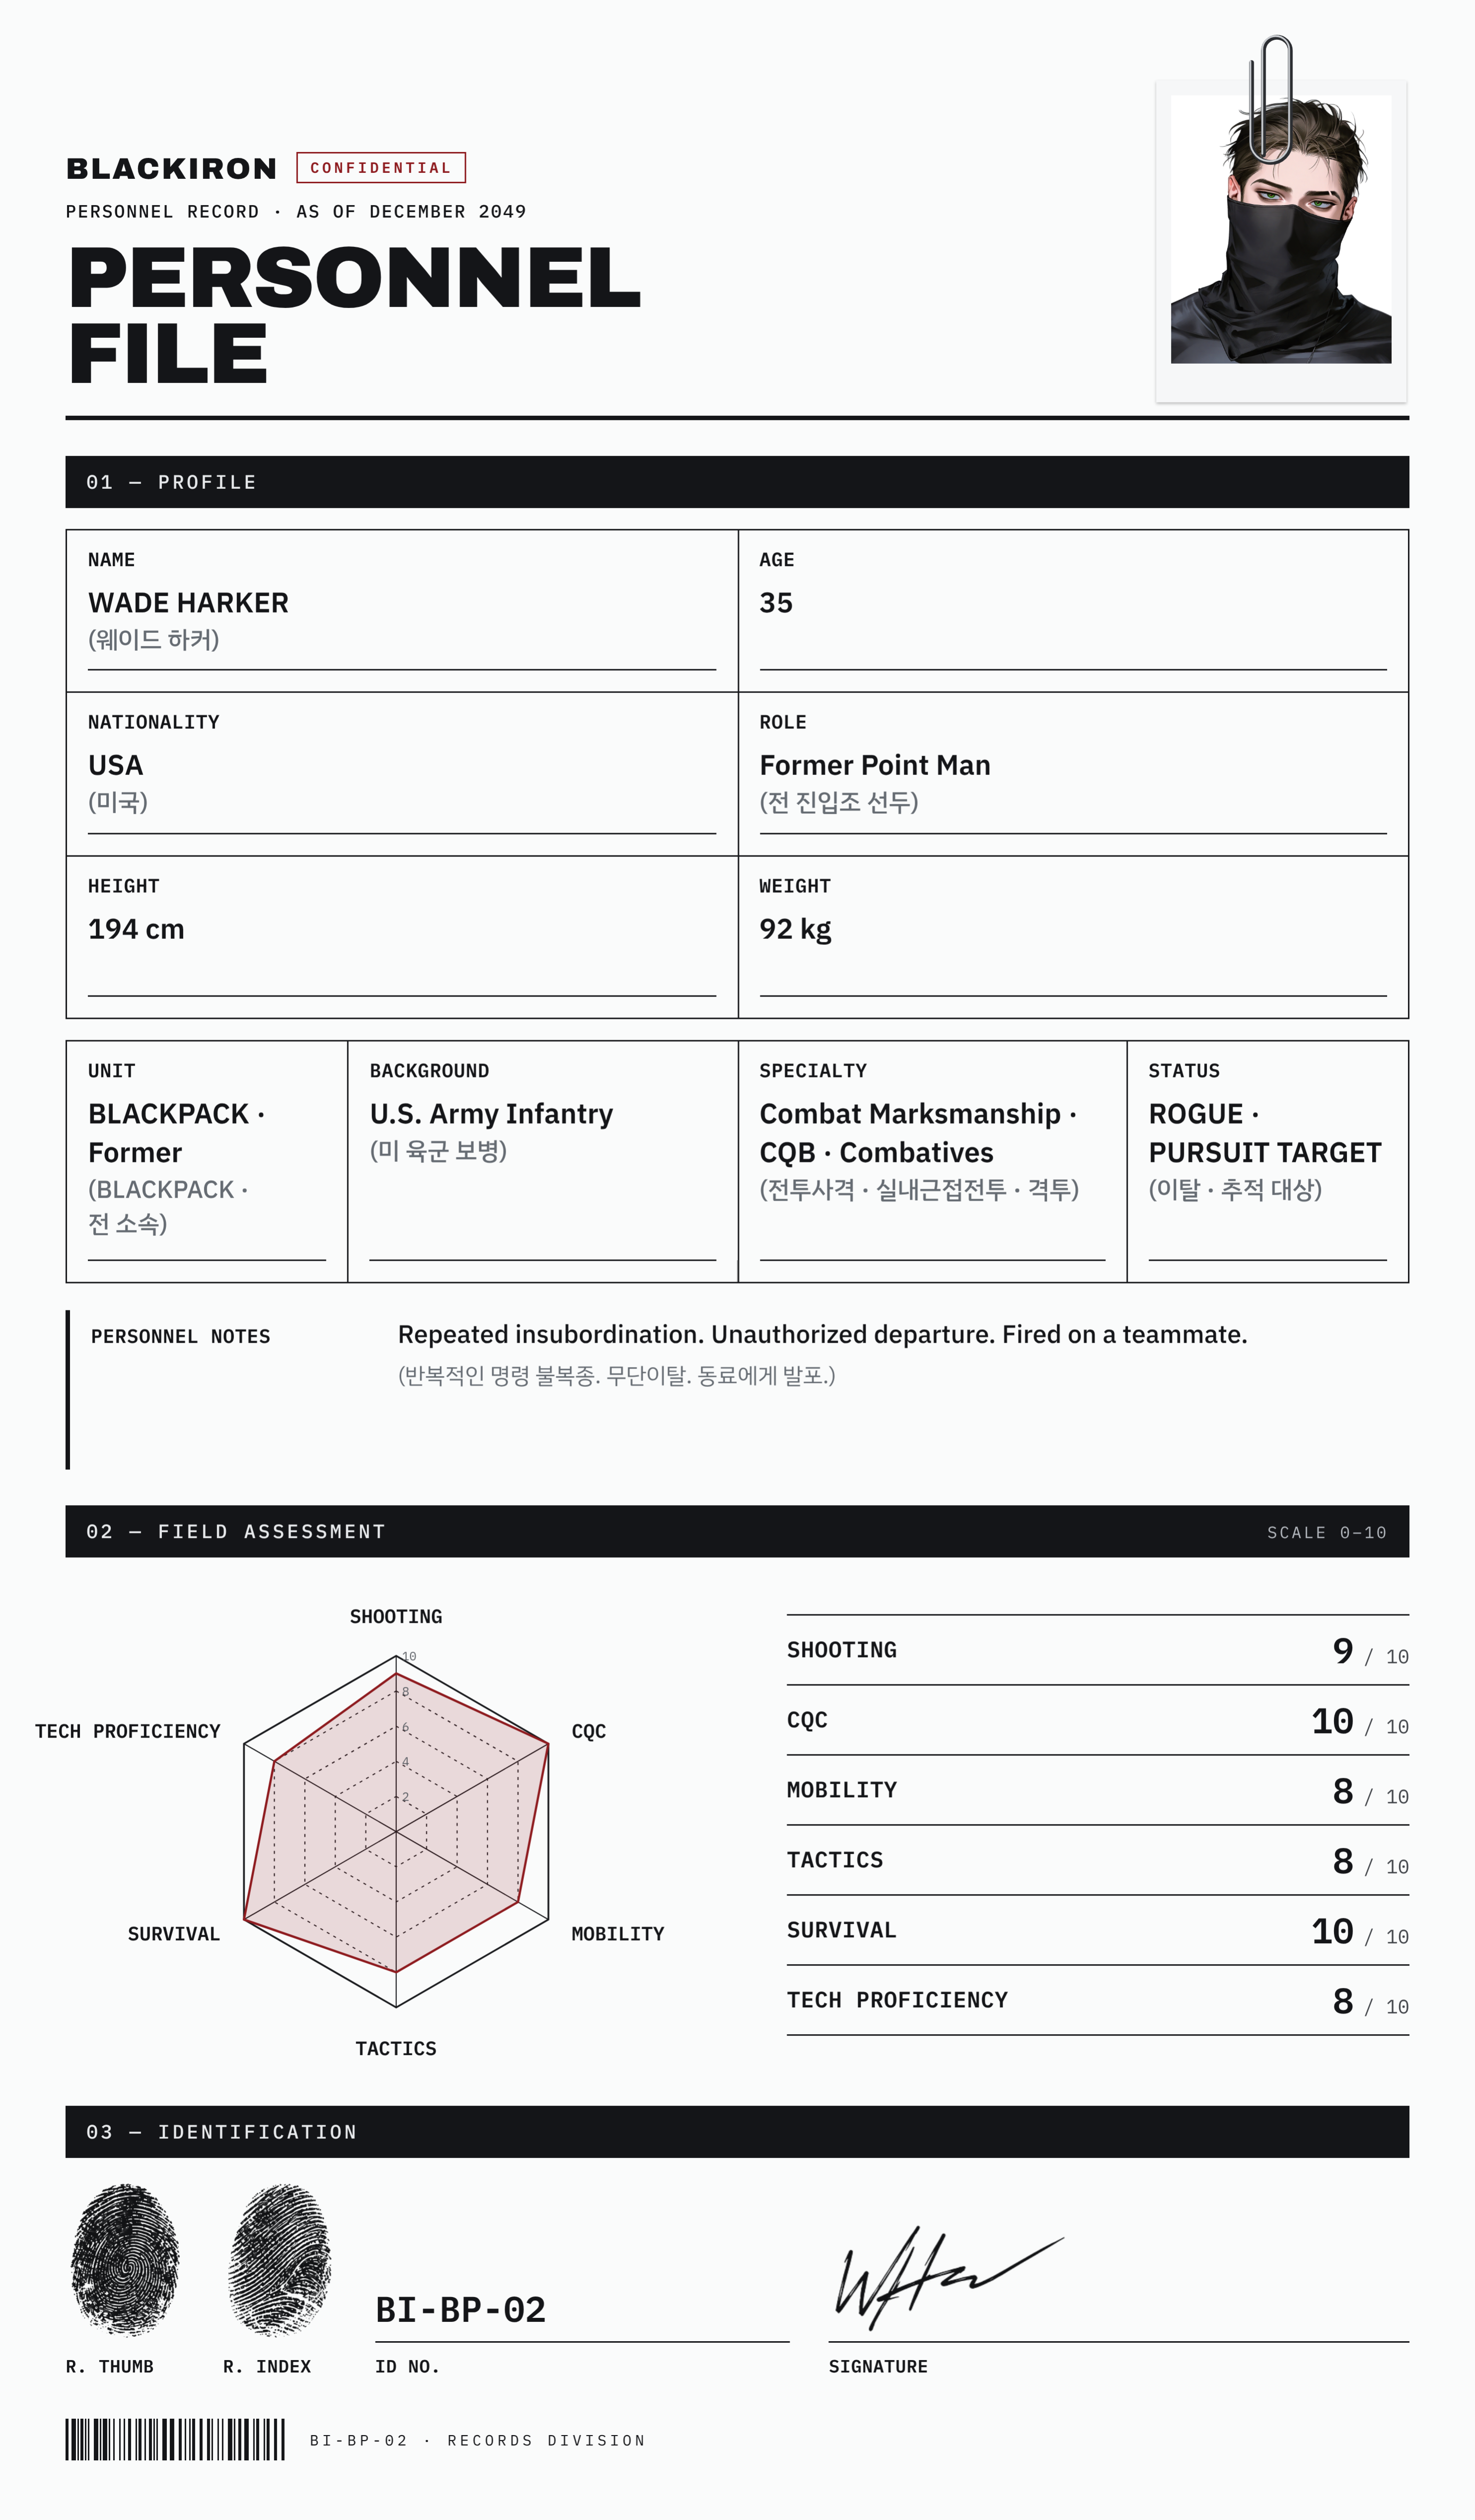 BLACKIRON CONFIDENTIAL
PERSONNEL RECORD · AS OF DECEMBER 2049
PERSONNEL
FILE
01 — PROFILE
NAME
WADE HARKER
(웨이드 하커)
AGE
35
NATIONALITY
USA
(미국)
ROLE
Former Point Man
(전 진입조 선두)
HEIGHT
194 cm
WEIGHT
92 kg
UNIT
BLACKPACK ·
Former
(BLACKPACK ·
전 소속)
BACKGROUND
U.S. Army Infantry
(미 육군 보병)
SPECIALTY
Combat Marksmanship ·
CQB · Combatives
(전투사격 · 실내근접전투 · 격투)
STATUS
ROGUE ·
PURSUIT TARGET
(이탈 · 추적 대상)
PERSONNEL NOTES
Repeated insubordination. Unauthorized departure. Fired on a teammate.
(반복적인 명령 불복종. 무단이탈. 동료에게 발포.)
02 — FIELD ASSESSMENT
SCALE 0–10
SHOOTING
10
8
6
4
2
TECH PROFICIENCY
CQC
SURVIVAL
MOBILITY
TACTICS
SHOOTING 9 / 10
CQC 10 / 10
MOBILITY 8 / 10
TACTICS 8 / 10
SURVIVAL 10 / 10
TECH PROFICIENCY 8 / 10
03 — IDENTIFICATION
BI-BP-02
R. THUMB
R. INDEX
ID NO.
SIGNATURE
BI-BP-02 · RECORDS DIVISION